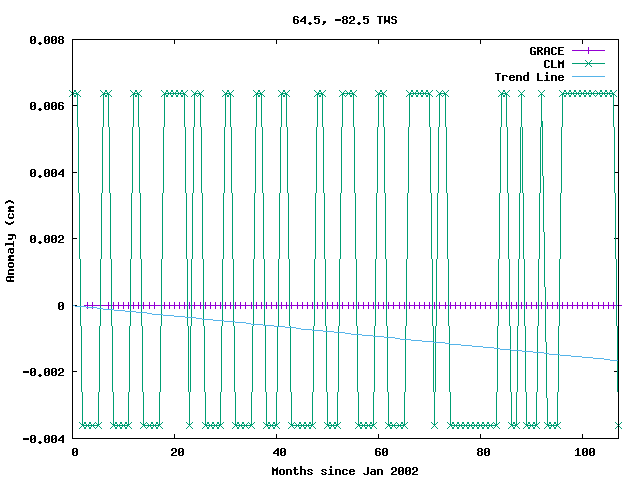 64.5, -82.5 TWS
0.008
0.006
0.004
0.002
0
-0.002
-0.004
Anomaly (cm)
GRACE
CLM
Trend Line
0 20 40 60 80 100
Months since Jan 2002